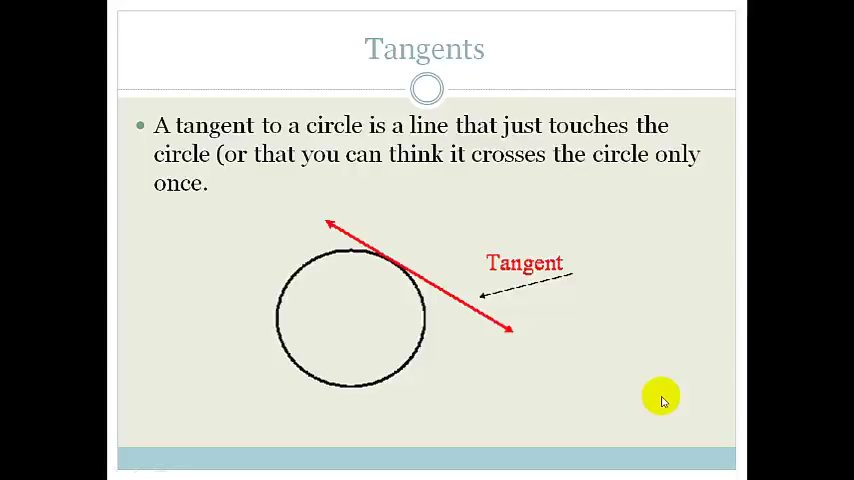 Tangents
A tangent to a circle is a line that just touches the
circle (or that you can think it crosses the circle only
once.
Tangent